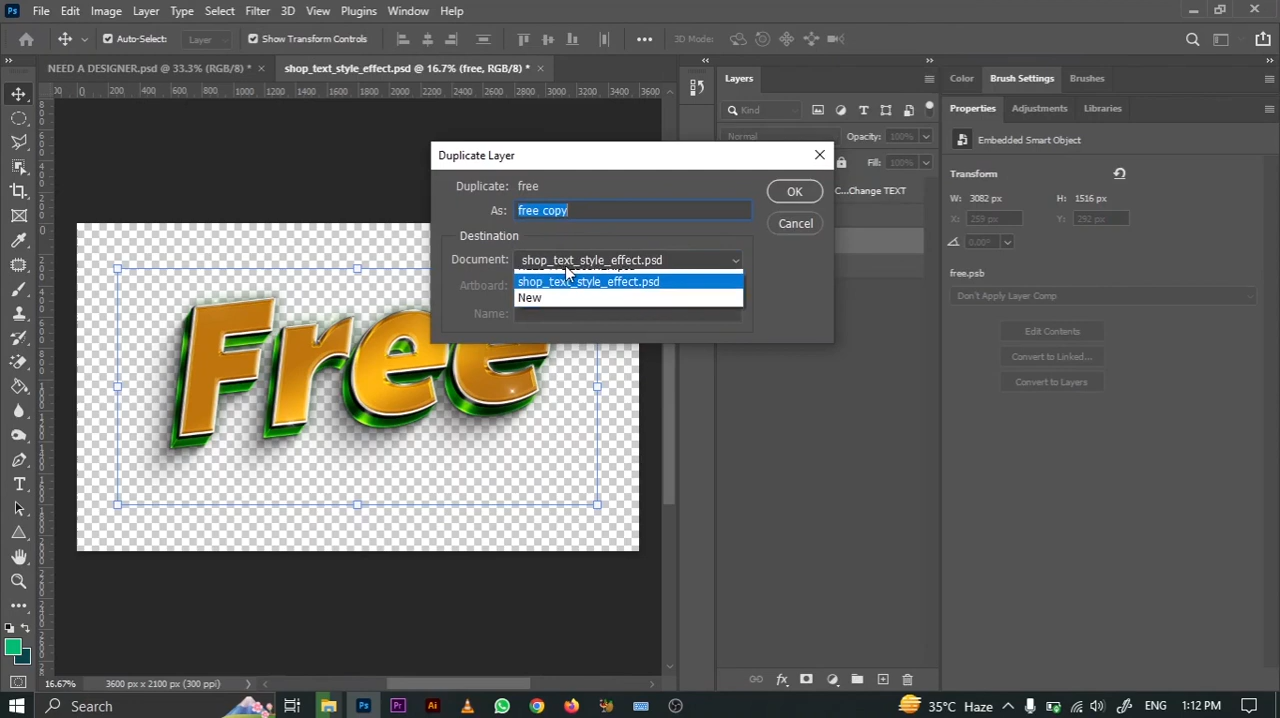 Ps File Edit Image Layer Type Select Filter 3D View Plugins Window Help
Auto-Select: Layer Show Transform Controls ••• 3D Mode:
NEED A DESIGNER.psd @ 33.3% (RGB/8) * × shop_text_style_effect.psd @ 16.7% (free, RGB/8) * ×
200 400 600 800 1000 1200 1400 1600 1800 2000 2200 2400 2600 2800 3000 3200 3400 3600
Layers
Kind
Normal Opacity: 100%
Fill: 100%
C...Change TEXT
Color Brush Settings Brushes
Properties Adjustments Libraries
Embedded Smart Object
Transform
W: 3082 px H: 1516 px
X: 259 px Y: 292 px
0.00°
free.psb
Don't Apply Layer Comp
Edit Contents
Convert to Linked...
Convert to Layers
Duplicate Layer
Duplicate: free
As: free copy
OK
Cancel
Destination
Document: shop_text_style_effect.psd
shop_text_style_effect.psd
New
Artboard:
Name:
Free
16.67% 3600 px x 2100 px (300 ppi)
Search
Ps Pr Ai
35°C Haze ENG 1:12 PM